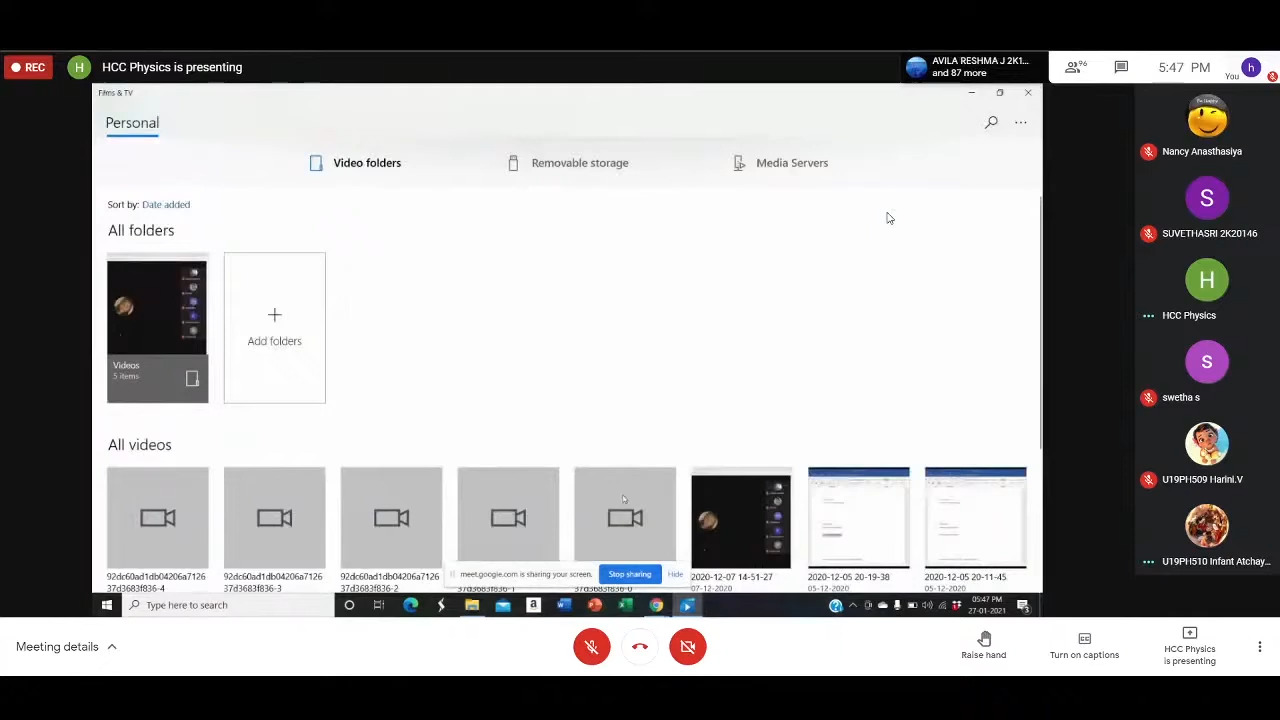 REC
H
HCC Physics is presenting
AVILA RESHMA J 2K1...
and 87 more
96
5:47 PM
You
h
Films & TV
Personal
Video folders
Removable storage
Media Servers
Sort by: Date added
All folders
Videos
5 items
Add folders
All videos
92dc60ad1db04206a7126
37d3683f836-4
92dc60ad1db04206a7126
37d3683f836-3
92dc60ad1db04206a7126
37d3683f836-2
2020-12-07 14-51-27
07-12-2020
2020-12-05 20-19-38
05-12-2020
2020-12-05 20-11-45
05-12-2020
meet.google.com is sharing your screen.
Stop sharing
Hide
Type here to search
a
05:47 PM
27-01-2021
Nancy Anasthasiya
S
SUVETHASRI 2K20146
H
HCC Physics
S
swetha s
U19PH509 Harini.V
U19PH510 Infant Atchay...
Meeting details
Raise hand
Turn on captions
HCC Physics
is presenting